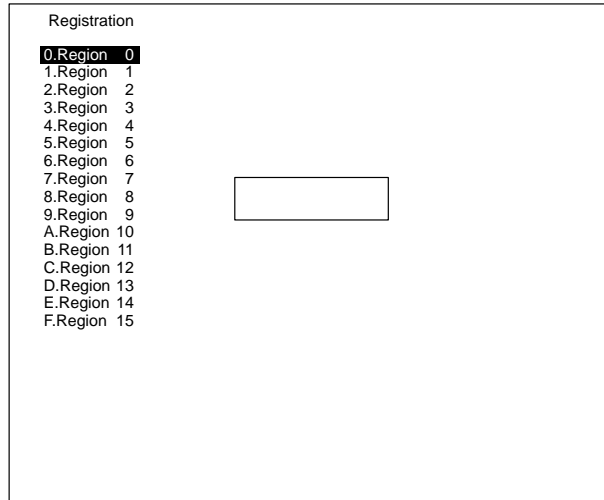 Registration
0.Region 0
1.Region 1
2.Region 2
3.Region 3
4.Region 4
5.Region 5
6.Region 6
7.Region 7
8.Region 8
9.Region 9
A.Region 10
B.Region 11
C.Region 12
D.Region 13
E.Region 14
F.Region 15